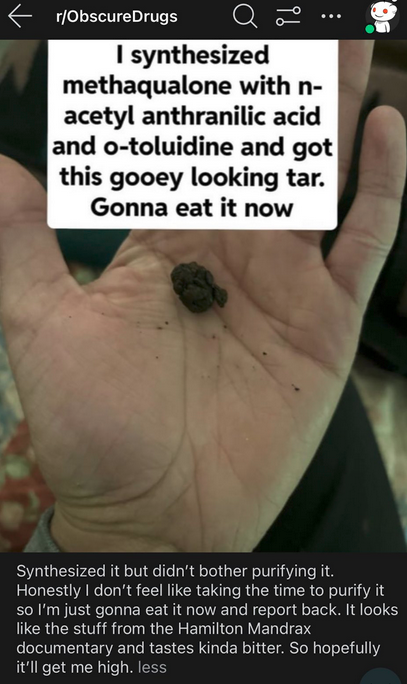 r/ObscureDrugs
I synthesized
methaqualone with n-
acetyl anthranilic acid
and o-toluidine and got
this gooey looking tar.
Gonna eat it now
Synthesized it but didn't bother purifying it.
Honestly I don't feel like taking the time to purify it
so I'm just gonna eat it now and report back. It looks
like the stuff from the Hamilton Mandrax
documentary and tastes kinda bitter. So hopefully
it'll get me high. less